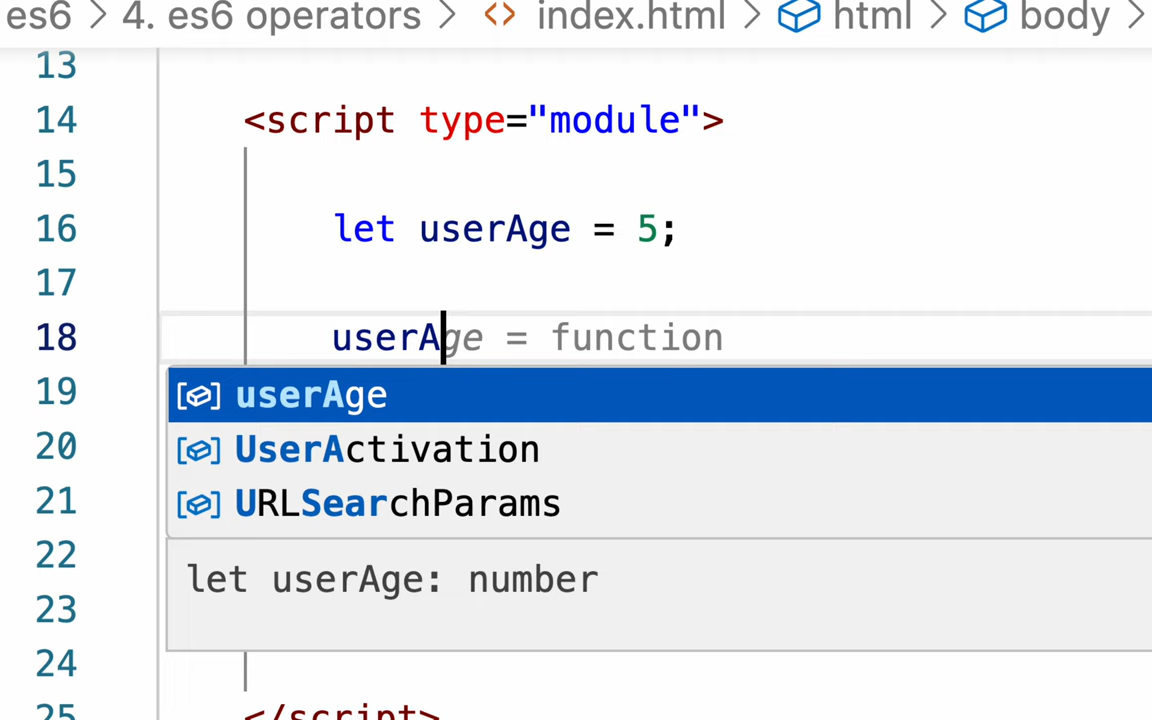 es6 > 4. es6 operators > <> index.html > html > body >
13
14 <script type="module">
15
16 let userAge = 5;
17
18 userAge = function
19 userAge
20 UserActivation
21 URLSearchParams
22
let userAge: number
23
24
25 </script>